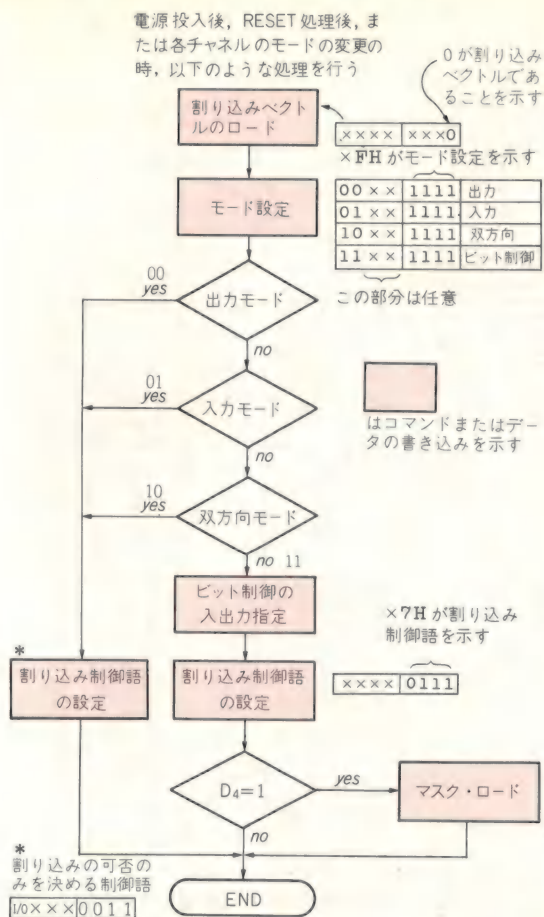 電源投入後，RESET処理後，ま
たは各チャネルのモードの変更の
時，以下のような処理を行う
0が割り込み
ベクトルであ
ることを示す
割り込みベクト
ルのロード
×××× ×××0
×FHがモード設定を示す
モード設定
00×× 1111 出力
01×× 1111 入力
10×× 1111 双方向
11×× 1111 ビット制御
この部分は任意
00
yes
出力モード
no
01
yes
入力モード
no
はコマンドまたはデー
タの書き込みを示す
10
yes
双方向モード
no 11
ビット制御の
入出力指定
×7Hが割り込み
制御語を示す
*
割り込み制御語
の設定
割り込み制御語
の設定
×××× 0111
D4=1
yes
マスク・ロード
no
*
割り込みの可否の
みを決める制御語
1/0××× 0011
END